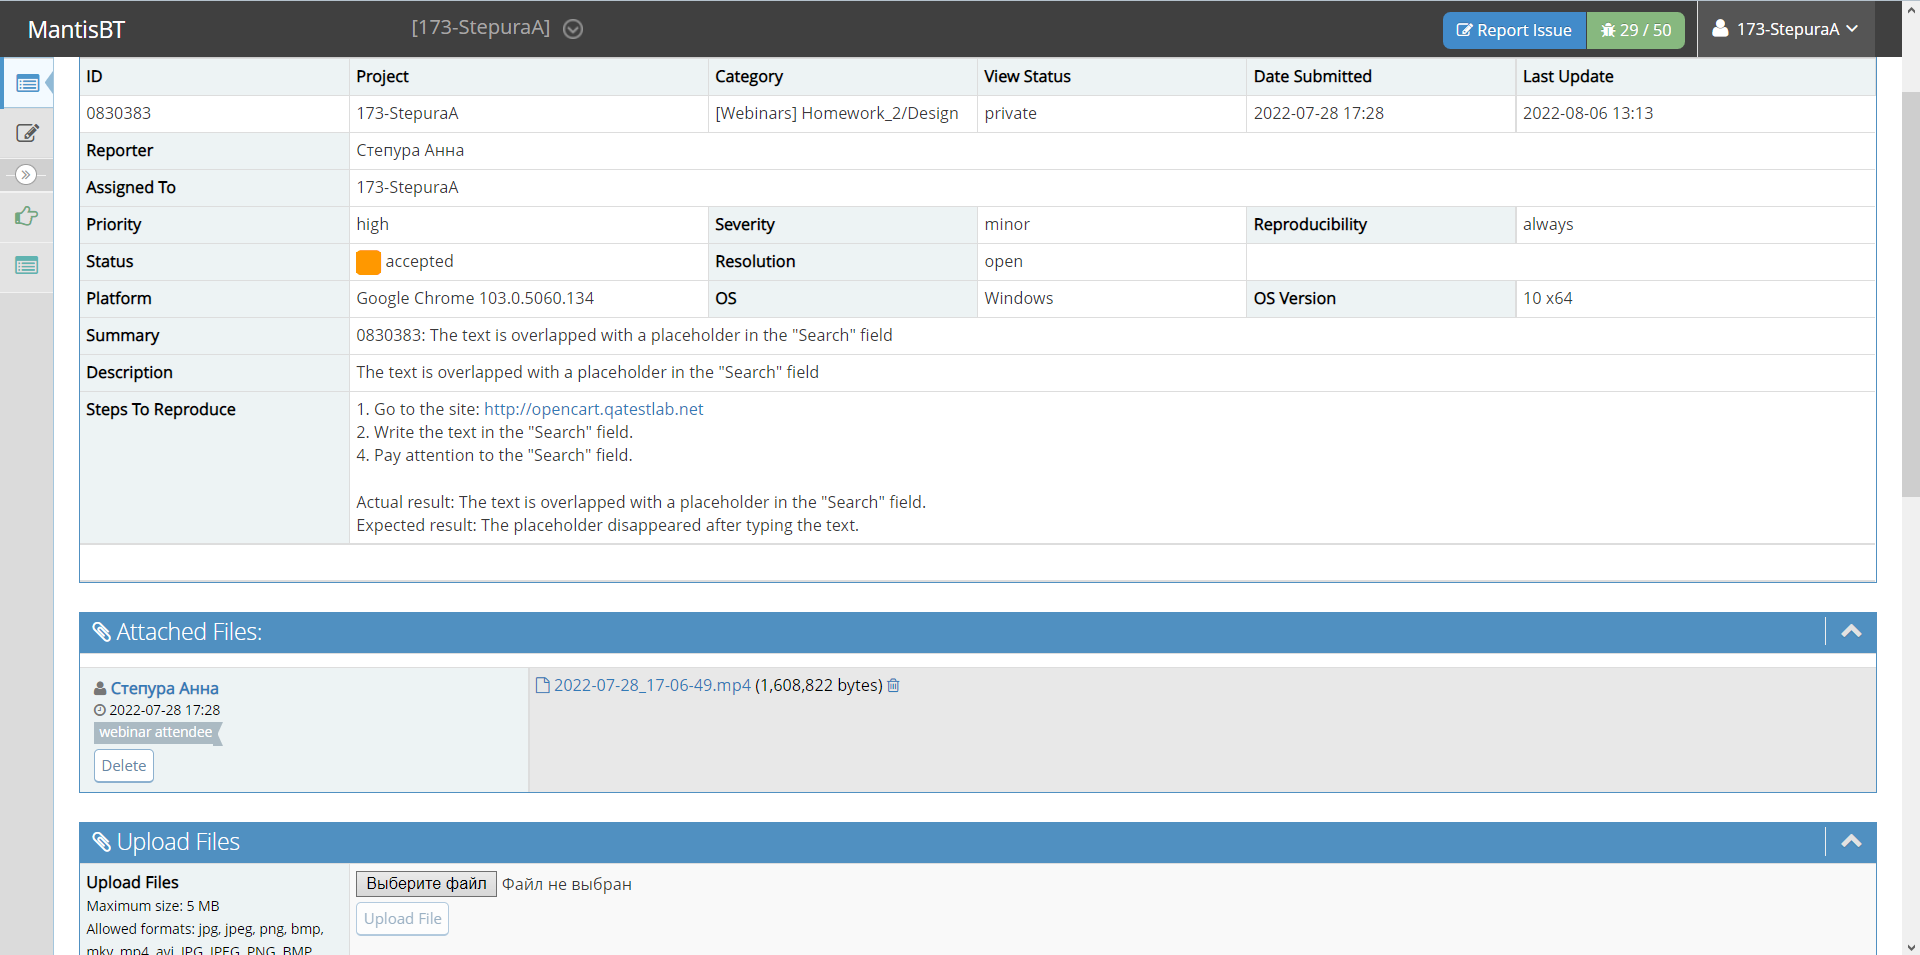 MantisBT
[173-StepuraA]
Report Issue
29 / 50
173-StepuraA
ID Project Category View Status Date Submitted Last Update
0830383 173-StepuraA [Webinars] Homework_2/Design private 2022-07-28 17:28 2022-08-06 13:13
Reporter Степура Анна
Assigned To 173-StepuraA
Priority high Severity minor Reproducibility always
Status accepted Resolution open
Platform Google Chrome 103.0.5060.134 OS Windows OS Version 10 x64
Summary 0830383: The text is overlapped with a placeholder in the "Search" field
Description The text is overlapped with a placeholder in the "Search" field
Steps To Reproduce 1. Go to the site: http://opencart.qatestlab.net
2. Write the text in the "Search" field.
4. Pay attention to the "Search" field.
Actual result: The text is overlapped with a placeholder in the "Search" field.
Expected result: The placeholder disappeared after typing the text.
Attached Files:
Степура Анна
2022-07-28 17:28
webinar attendee
Delete
2022-07-28_17-06-49.mp4 (1,608,822 bytes)
Upload Files
Upload Files
Maximum size: 5 MB
Allowed formats: jpg, jpeg, png, bmp,
mkv, mp4, avi, JPG, JPEG, PNG, BMP,
Выберите файл Файл не выбран
Upload File